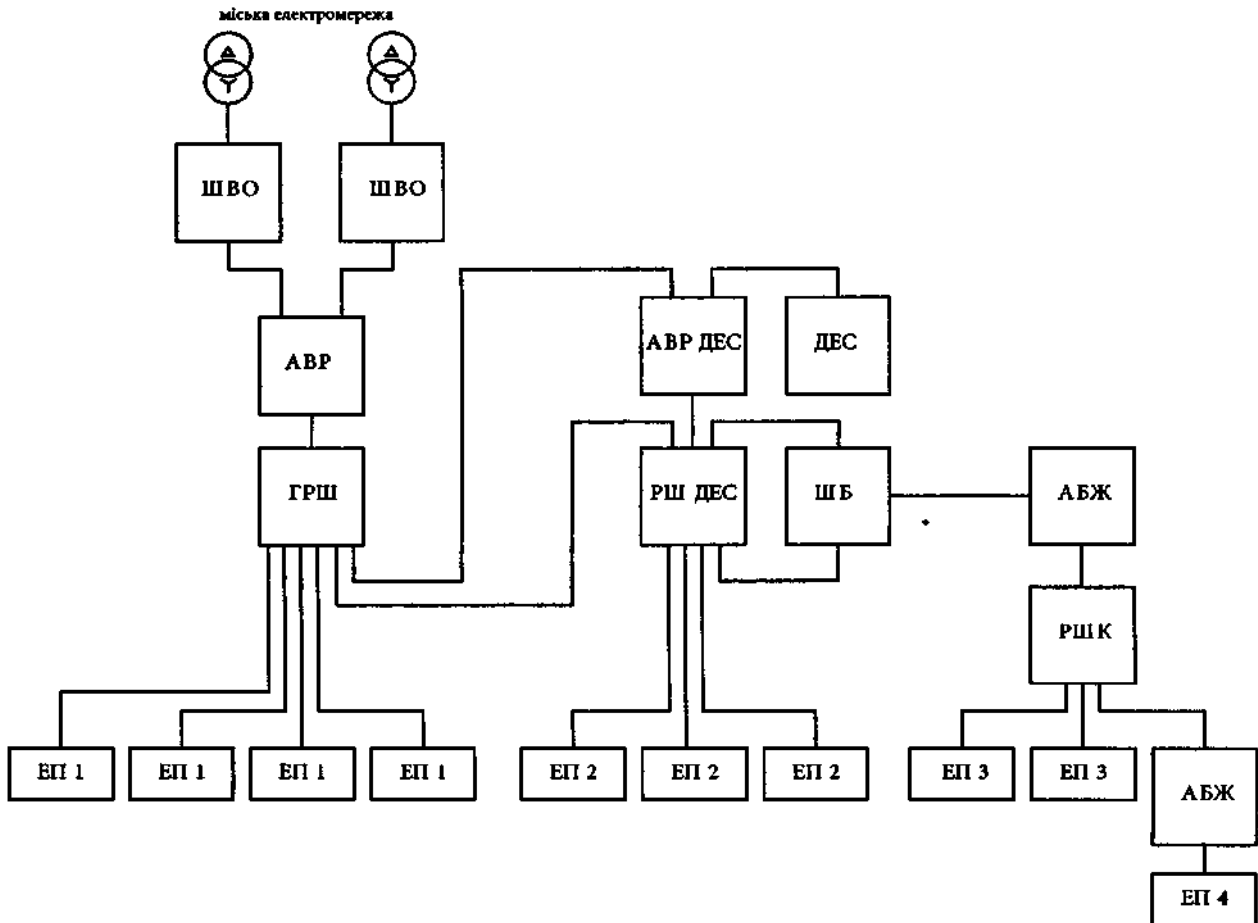 міська електромережа
ШВО ШВО
АВР ДЕС ДЕС
АВР
ГРШ РШ ДЕС ШБ АБЖ
РШК
ЕП 1 ЕП 1 ЕП 1 ЕП 1 ЕП 2 ЕП 2 ЕП 2 ЕП 3 ЕП 3
АБЖ
ЕП 4